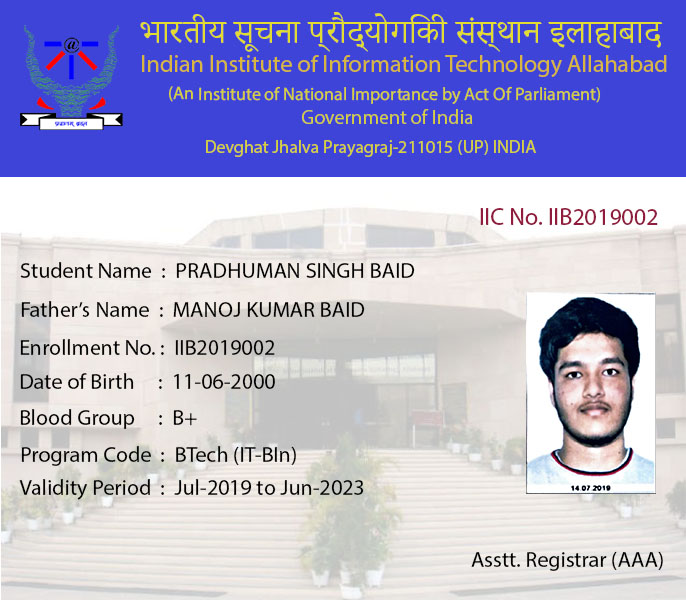 भारतीय सूचना प्रौद्योगिकी संस्थान इलाहाबाद
Indian Institute of Information Technology Allahabad
(An Institute of National Importance by Act Of Parliament)
Government of India
Devghat Jhalva Prayagraj-211015 (UP) INDIA
IIC No. IIB2019002
Student Name : PRADHUMAN SINGH BAID
Father’s Name : MANOJ KUMAR BAID
Enrollment No. : IIB2019002
Date of Birth : 11-06-2000
Blood Group : B+
Program Code : BTech (IT-BIn)
Validity Period : Jul-2019 to Jun-2023
14.07.2019
Asstt. Registrar (AAA)